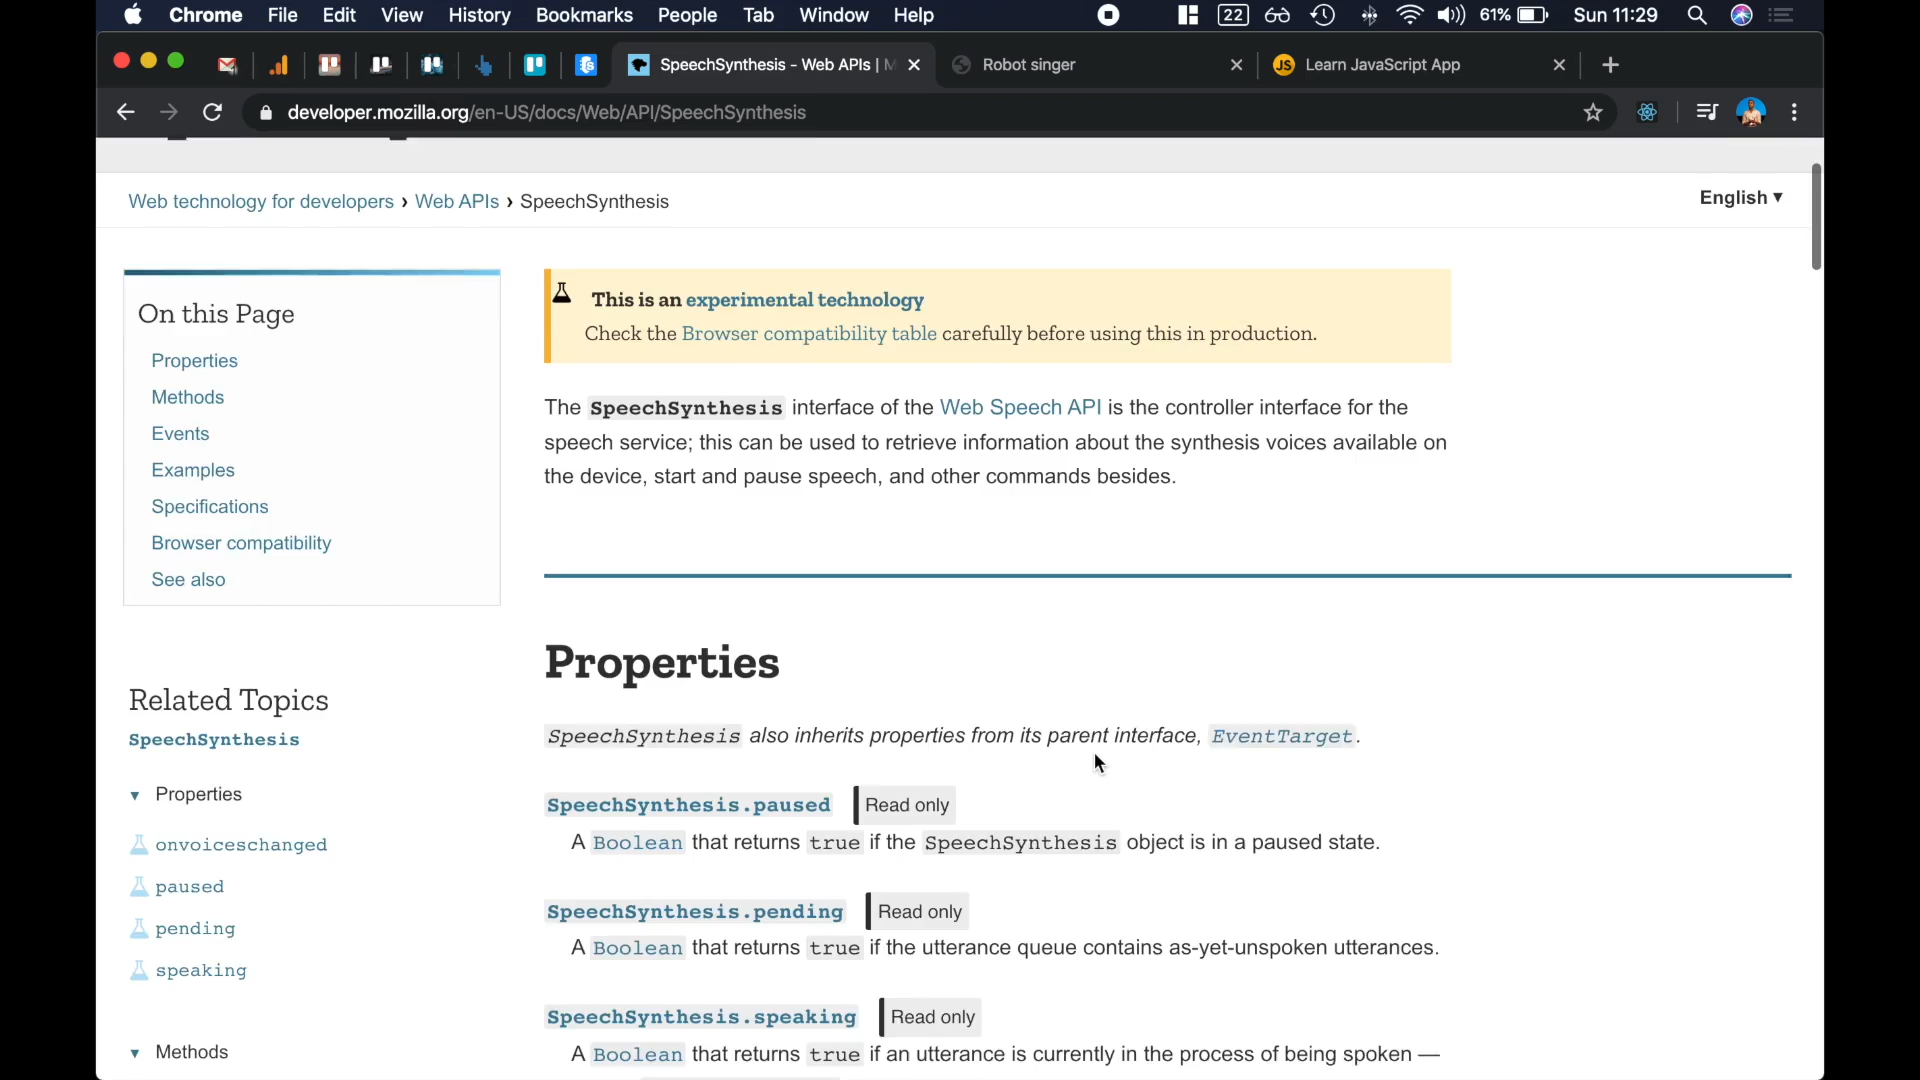 Chrome File Edit View History Bookmarks People Tab Window Help 22 61% Sun 11:29
SpeechSynthesis - Web APIs | M Robot singer JS Learn JavaScript App
developer.mozilla.org/en-US/docs/Web/API/SpeechSynthesis
Web technology for developers › Web APIs › SpeechSynthesis
English ▼
On this Page
Properties
Methods
Events
Examples
Specifications
Browser compatibility
See also
Related Topics
SpeechSynthesis
▼ Properties
onvoiceschanged
paused
pending
speaking
▼ Methods
This is an experimental technology
Check the Browser compatibility table carefully before using this in production.
The SpeechSynthesis interface of the Web Speech API is the controller interface for the
speech service; this can be used to retrieve information about the synthesis voices available on
the device, start and pause speech, and other commands besides.
Properties
SpeechSynthesis also inherits properties from its parent interface, EventTarget.
SpeechSynthesis.paused Read only
A Boolean that returns true if the SpeechSynthesis object is in a paused state.
SpeechSynthesis.pending Read only
A Boolean that returns true if the utterance queue contains as-yet-unspoken utterances.
SpeechSynthesis.speaking Read only
A Boolean that returns true if an utterance is currently in the process of being spoken —